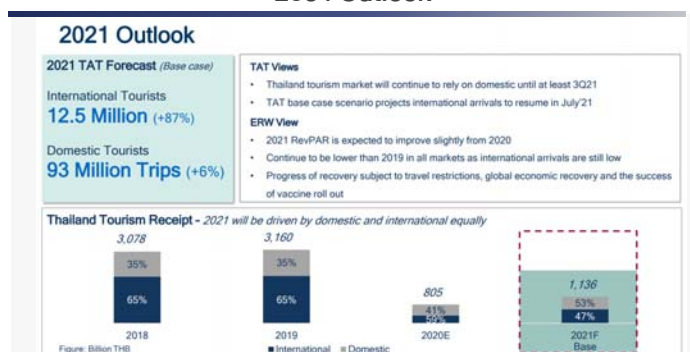 2021 Outlook
2021 TAT Forecast (Base case)
International Tourists
12.5 Million (+87%)
Domestic Tourists
93 Million Trips (+6%)
TAT Views
• Thailand tourism market will continue to rely on domestic until at least 3Q21
• TAT base case scenario projects international arrivals to resume in July'21
ERW View
• 2021 RevPAR is expected to improve slightly from 2020
• Continue to be lower than 2019 in all markets as international arrivals are still low
• Progress of recovery subject to travel restrictions, global economic recovery and the success
of vaccine roll out
Thailand Tourism Receipt - 2021 will be driven by domestic and international equally
3,078 3,160 805 1,136
35% 35% 41% 53%
65% 65% 59% 47%
2018 2019 2020E 2021F
Base
Figure: Billion THB ■ International ■ Domestic